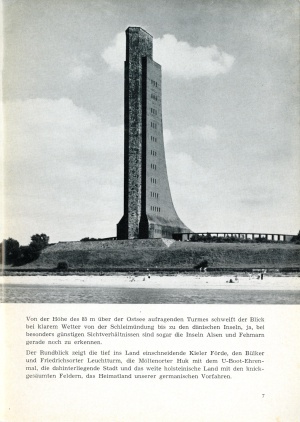 Von der Höhe des 85 m über der Ostsee aufragenden Turmes schweift der Blick
bei klarem Wetter von der Schleimündung bis zu den dänischen Inseln, ja, bei
besonders günstigen Sichtverhältnissen sind sogar die Inseln Alsen und Fehmarn
gerade noch zu erkennen.
Der Rundblick zeigt die tief ins Land einschneidende Kieler Förde, den Bülker
und Friedrichsorter Leuchtturm, die Möltenorter Huk mit dem U-Boot-Ehren-
mal, die dahinterliegende Stadt und das weite holsteinische Land mit den knick-
gesäumten Feldern, das Heimatland unserer germanischen Vorfahren.
7